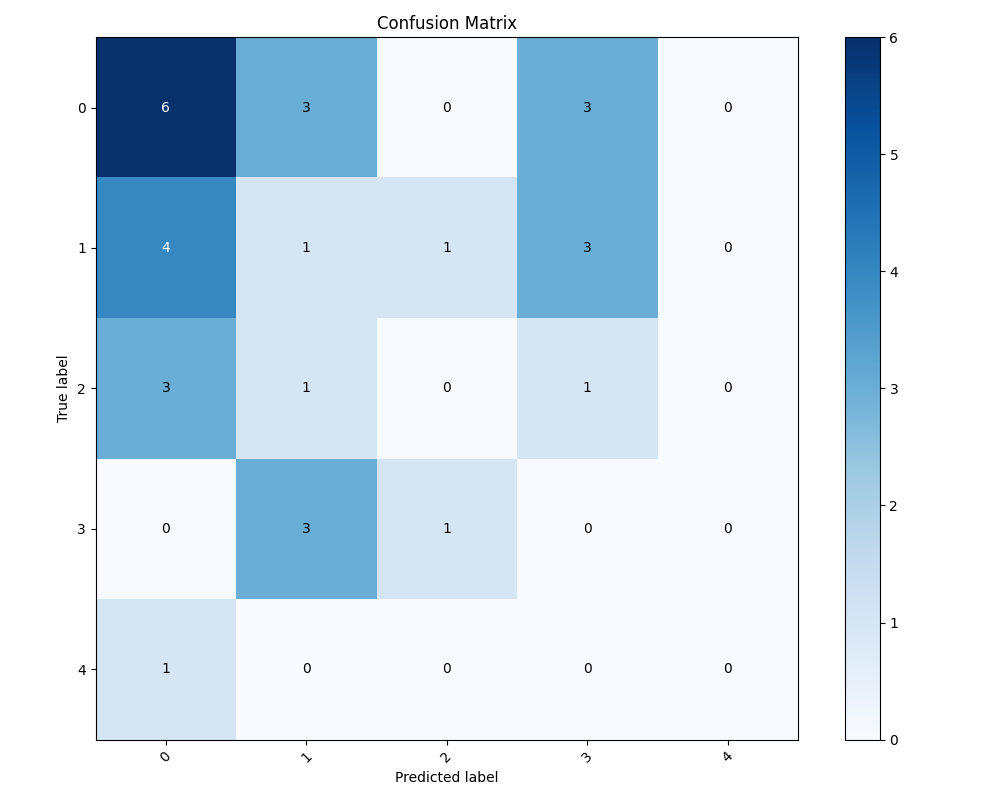 Confusion Matrix
True label
0 6 3 0 3 0
1 4 1 1 3 0
2 3 1 0 1 0
3 0 3 1 0 0
4 1 0 0 0 0
0 1 2 3 4
Predicted label
6
5
4
3
2
1
0